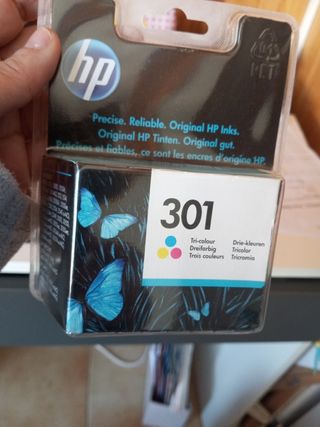 hp
PET
Precise. Reliable. Original HP Inks.
Original HP Tinten. Original gut.
Précises et fiables, ce sont les encres d'origine HP.
301
Tri-colour
Dreifarbig
Trois couleurs
Drie-kleuren
Tricolor
Tricromia